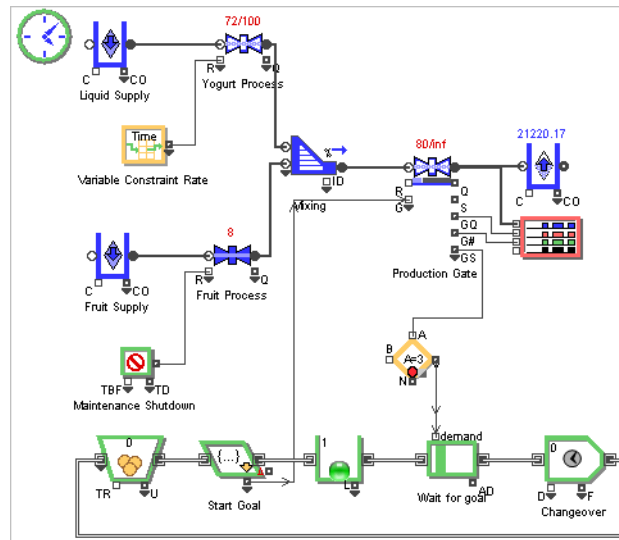 72/100
C
CO
R
Q
Liquid Supply
Yogurt Process
Time
Variable Constraint Rate
%
ID
Mixing
80/inf
21220.17
R
G
Q
S
GQ
G#
GS
C
CO
Production Gate
8
C
CO
R
Q
Fruit Supply
Fruit Process
TBF
TD
Maintenance Shutdown
A
B
A=3
N
0
TR
U
{...}
Δ
Start Goal
1
L
demand
AD
Wait for goal
0
D
F
Changeover